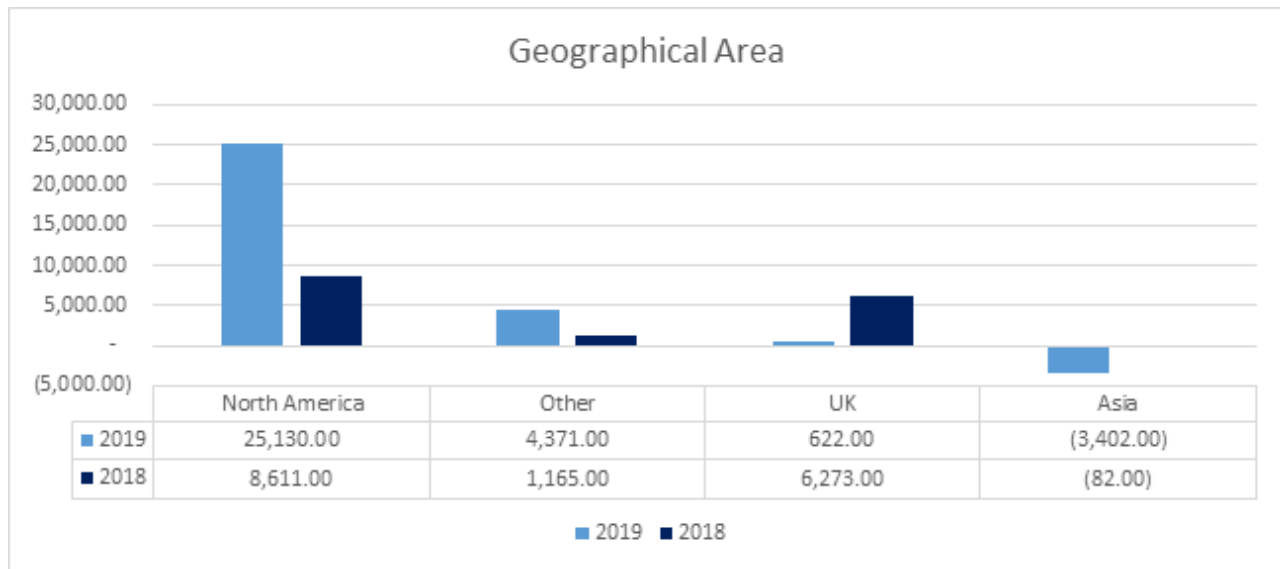 Geographical Area
30,000.00
25,000.00
20,000.00
15,000.00
10,000.00
5,000.00
-
(5,000.00)
North America Other UK Asia
2019 25,130.00 4,371.00 622.00 (3,402.00)
2018 8,611.00 1,165.00 6,273.00 (82.00)
2019 2018